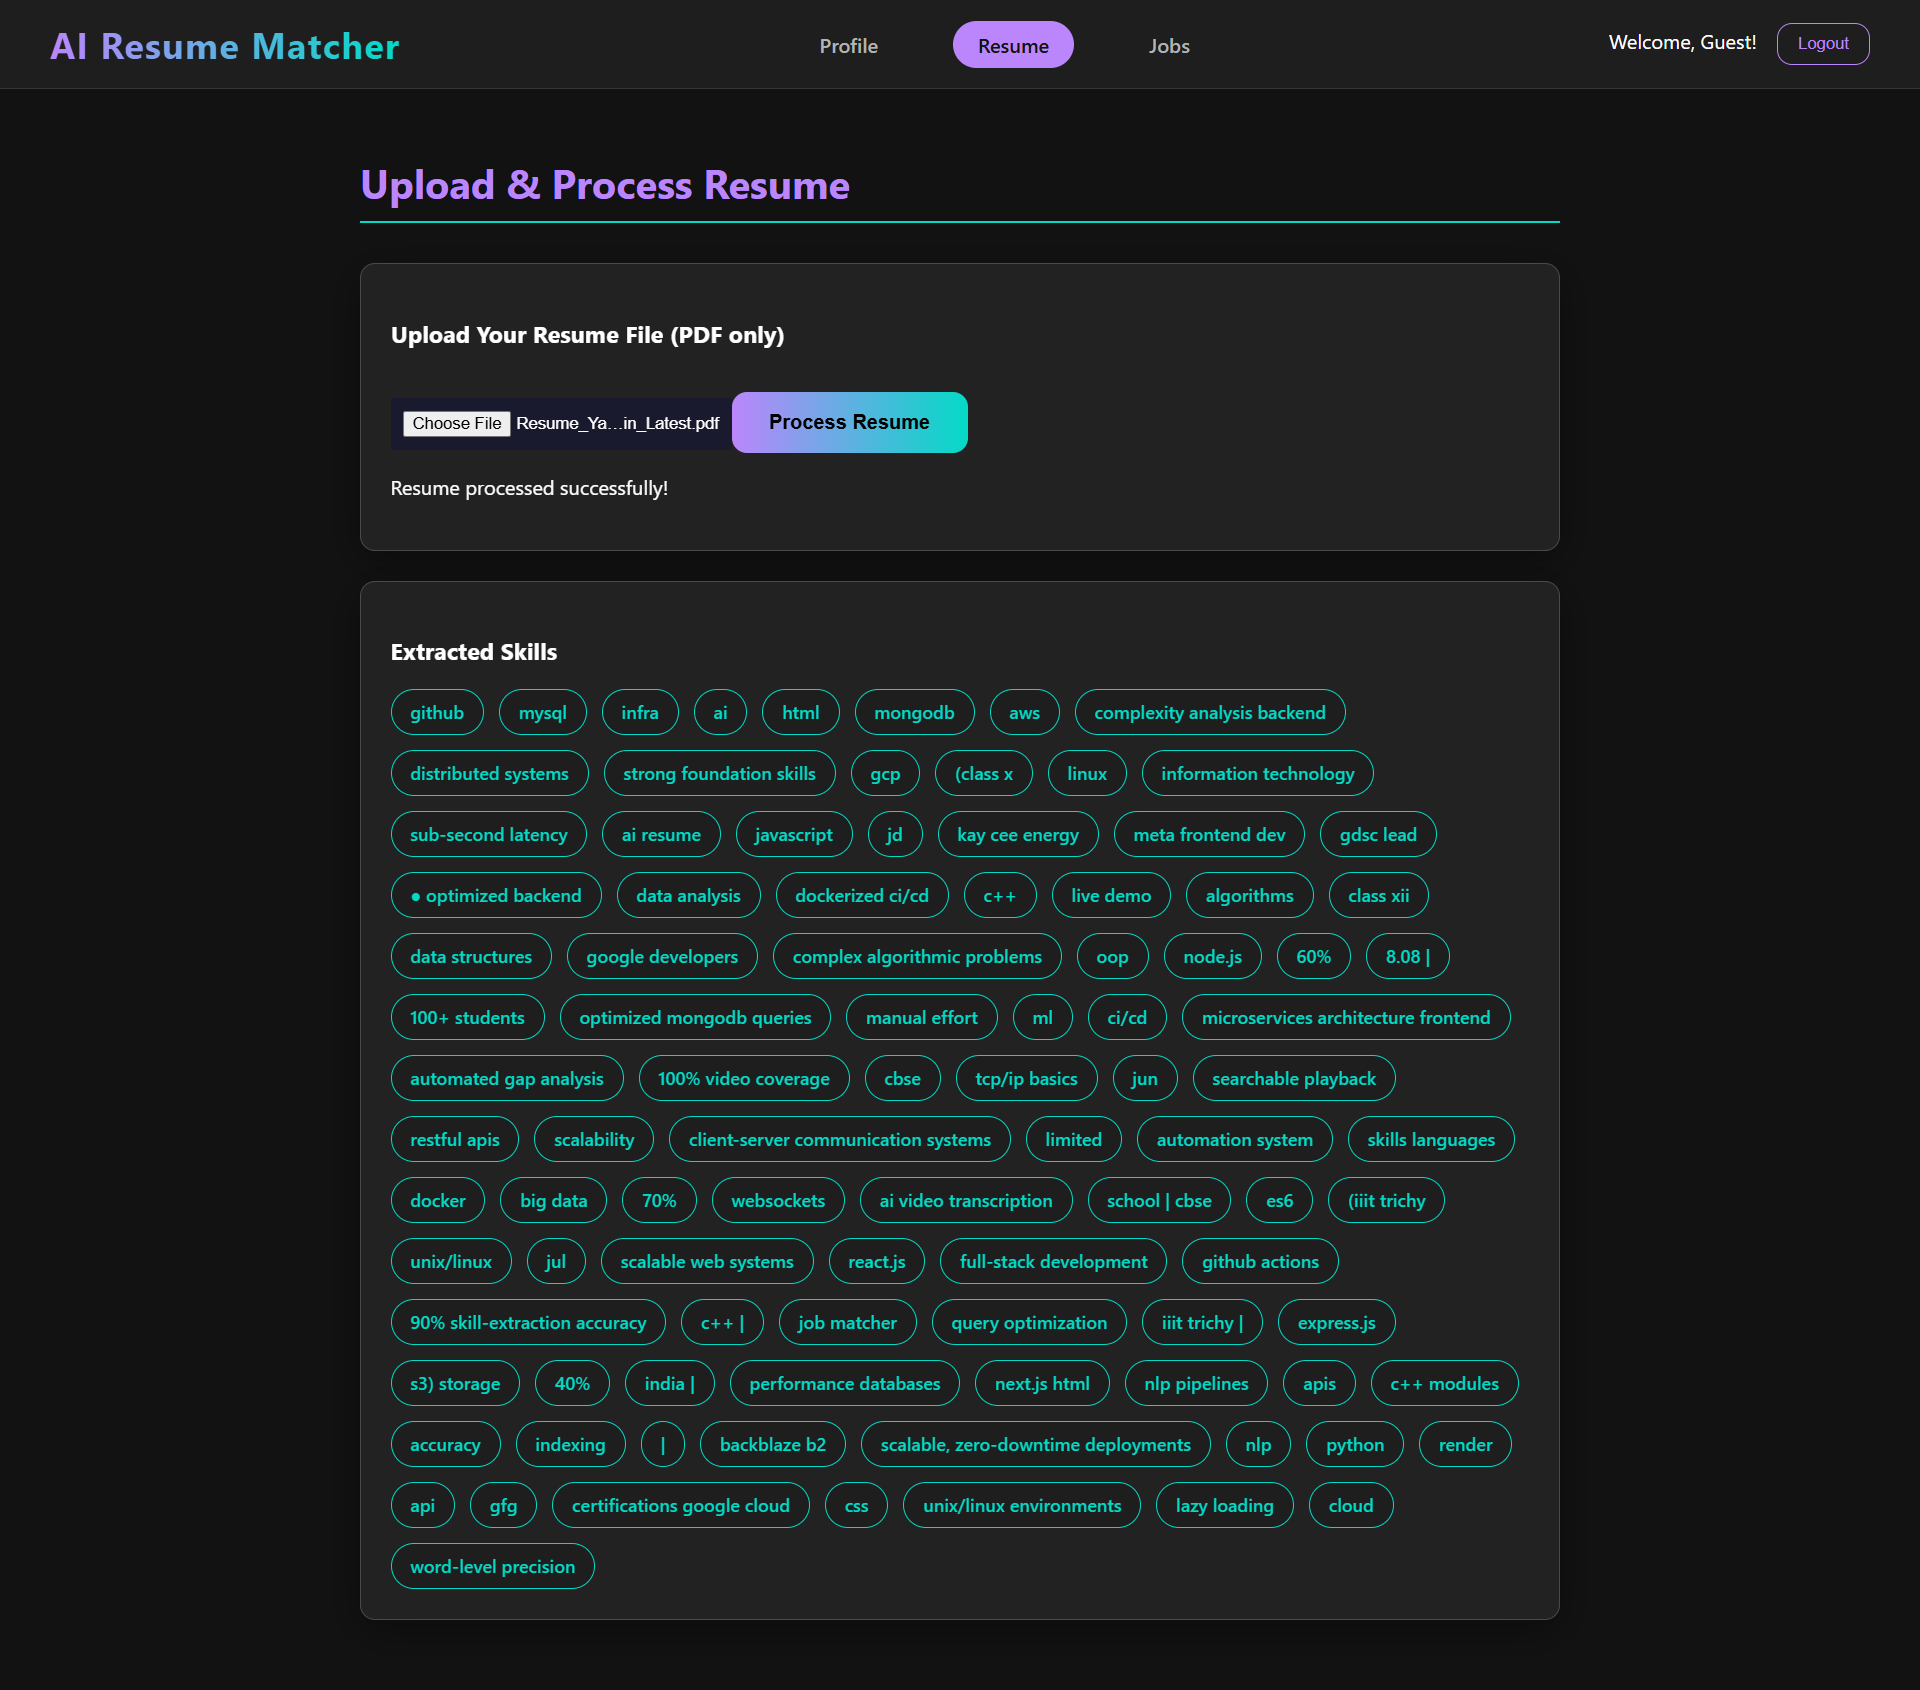 AI Resume Matcher Profile Resume Jobs Welcome, Guest! Logout
Upload & Process Resume
Upload Your Resume File (PDF only)
Choose File Resume_Ya...in_Latest.pdf Process Resume
Resume processed successfully!
Extracted Skills
github mysql infra ai html mongodb aws complexity analysis backend
distributed systems strong foundation skills gcp (class x linux information technology
sub-second latency ai resume javascript jd kay cee energy meta frontend dev gdsc lead
● optimized backend data analysis dockerized ci/cd c++ live demo algorithms class xii
data structures google developers complex algorithmic problems oop node.js 60% 8.08 |
100+ students optimized mongodb queries manual effort ml ci/cd microservices architecture frontend
automated gap analysis 100% video coverage cbse tcp/ip basics jun searchable playback
restful apis scalability client-server communication systems limited automation system skills languages
docker big data 70% websockets ai video transcription school | cbse es6 (iiit trichy
unix/linux jul scalable web systems react.js full-stack development github actions
90% skill-extraction accuracy c++ | job matcher query optimization iiit trichy | express.js
s3) storage 40% india | performance databases next.js html nlp pipelines apis c++ modules
accuracy indexing | backblaze b2 scalable, zero-downtime deployments nlp python render
api gfg certifications google cloud css unix/linux environments lazy loading cloud
word-level precision